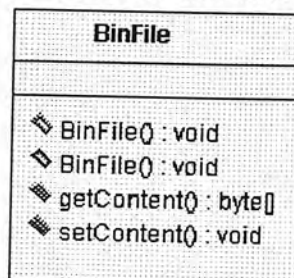 BinFile
BinFile() : void
BinFile() : void
getContent() : byte[]
setContent() : void